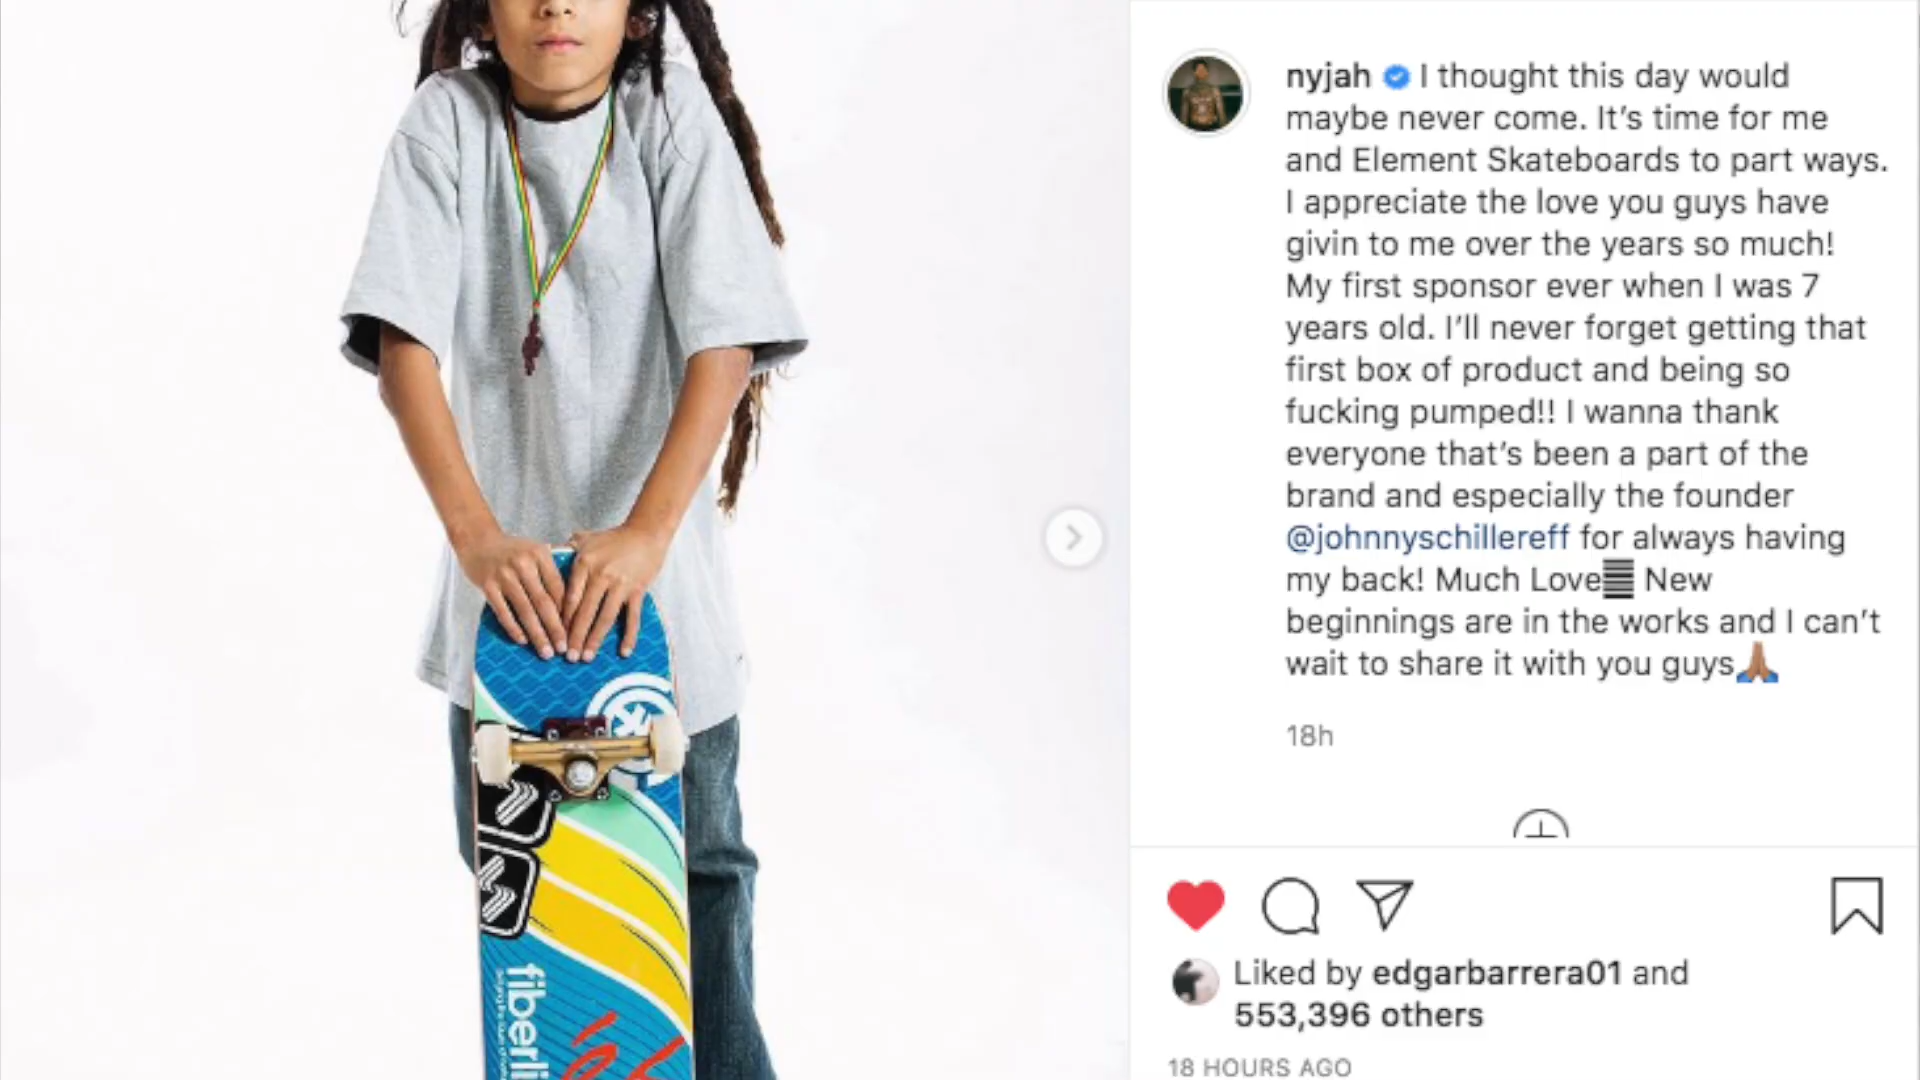 nyjah I thought this day would
maybe never come. It's time for me
and Element Skateboards to part ways.
I appreciate the love you guys have
givin to me over the years so much!
My first sponsor ever when I was 7
years old. I'll never forget getting that
first box of product and being so
fucking pumped!! I wanna thank
everyone that's been a part of the
brand and especially the founder
@johnnyschillereff for always having
my back! Much Love New
beginnings are in the works and I can't
wait to share it with you guys🙏🏽
18h
Liked by edgarbarrera01 and
553,396 others
18 HOURS AGO
fiberli